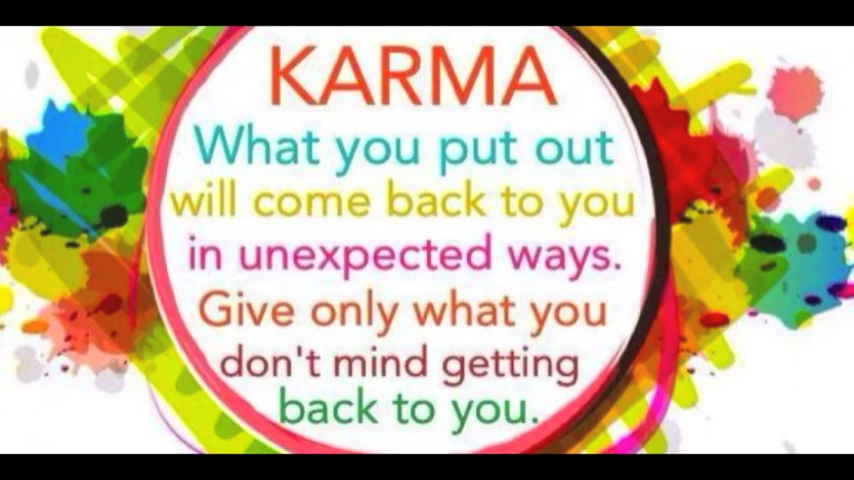 KARMA
What you put out
will come back to you
in unexpected ways.
Give only what you
don't mind getting
back to you.